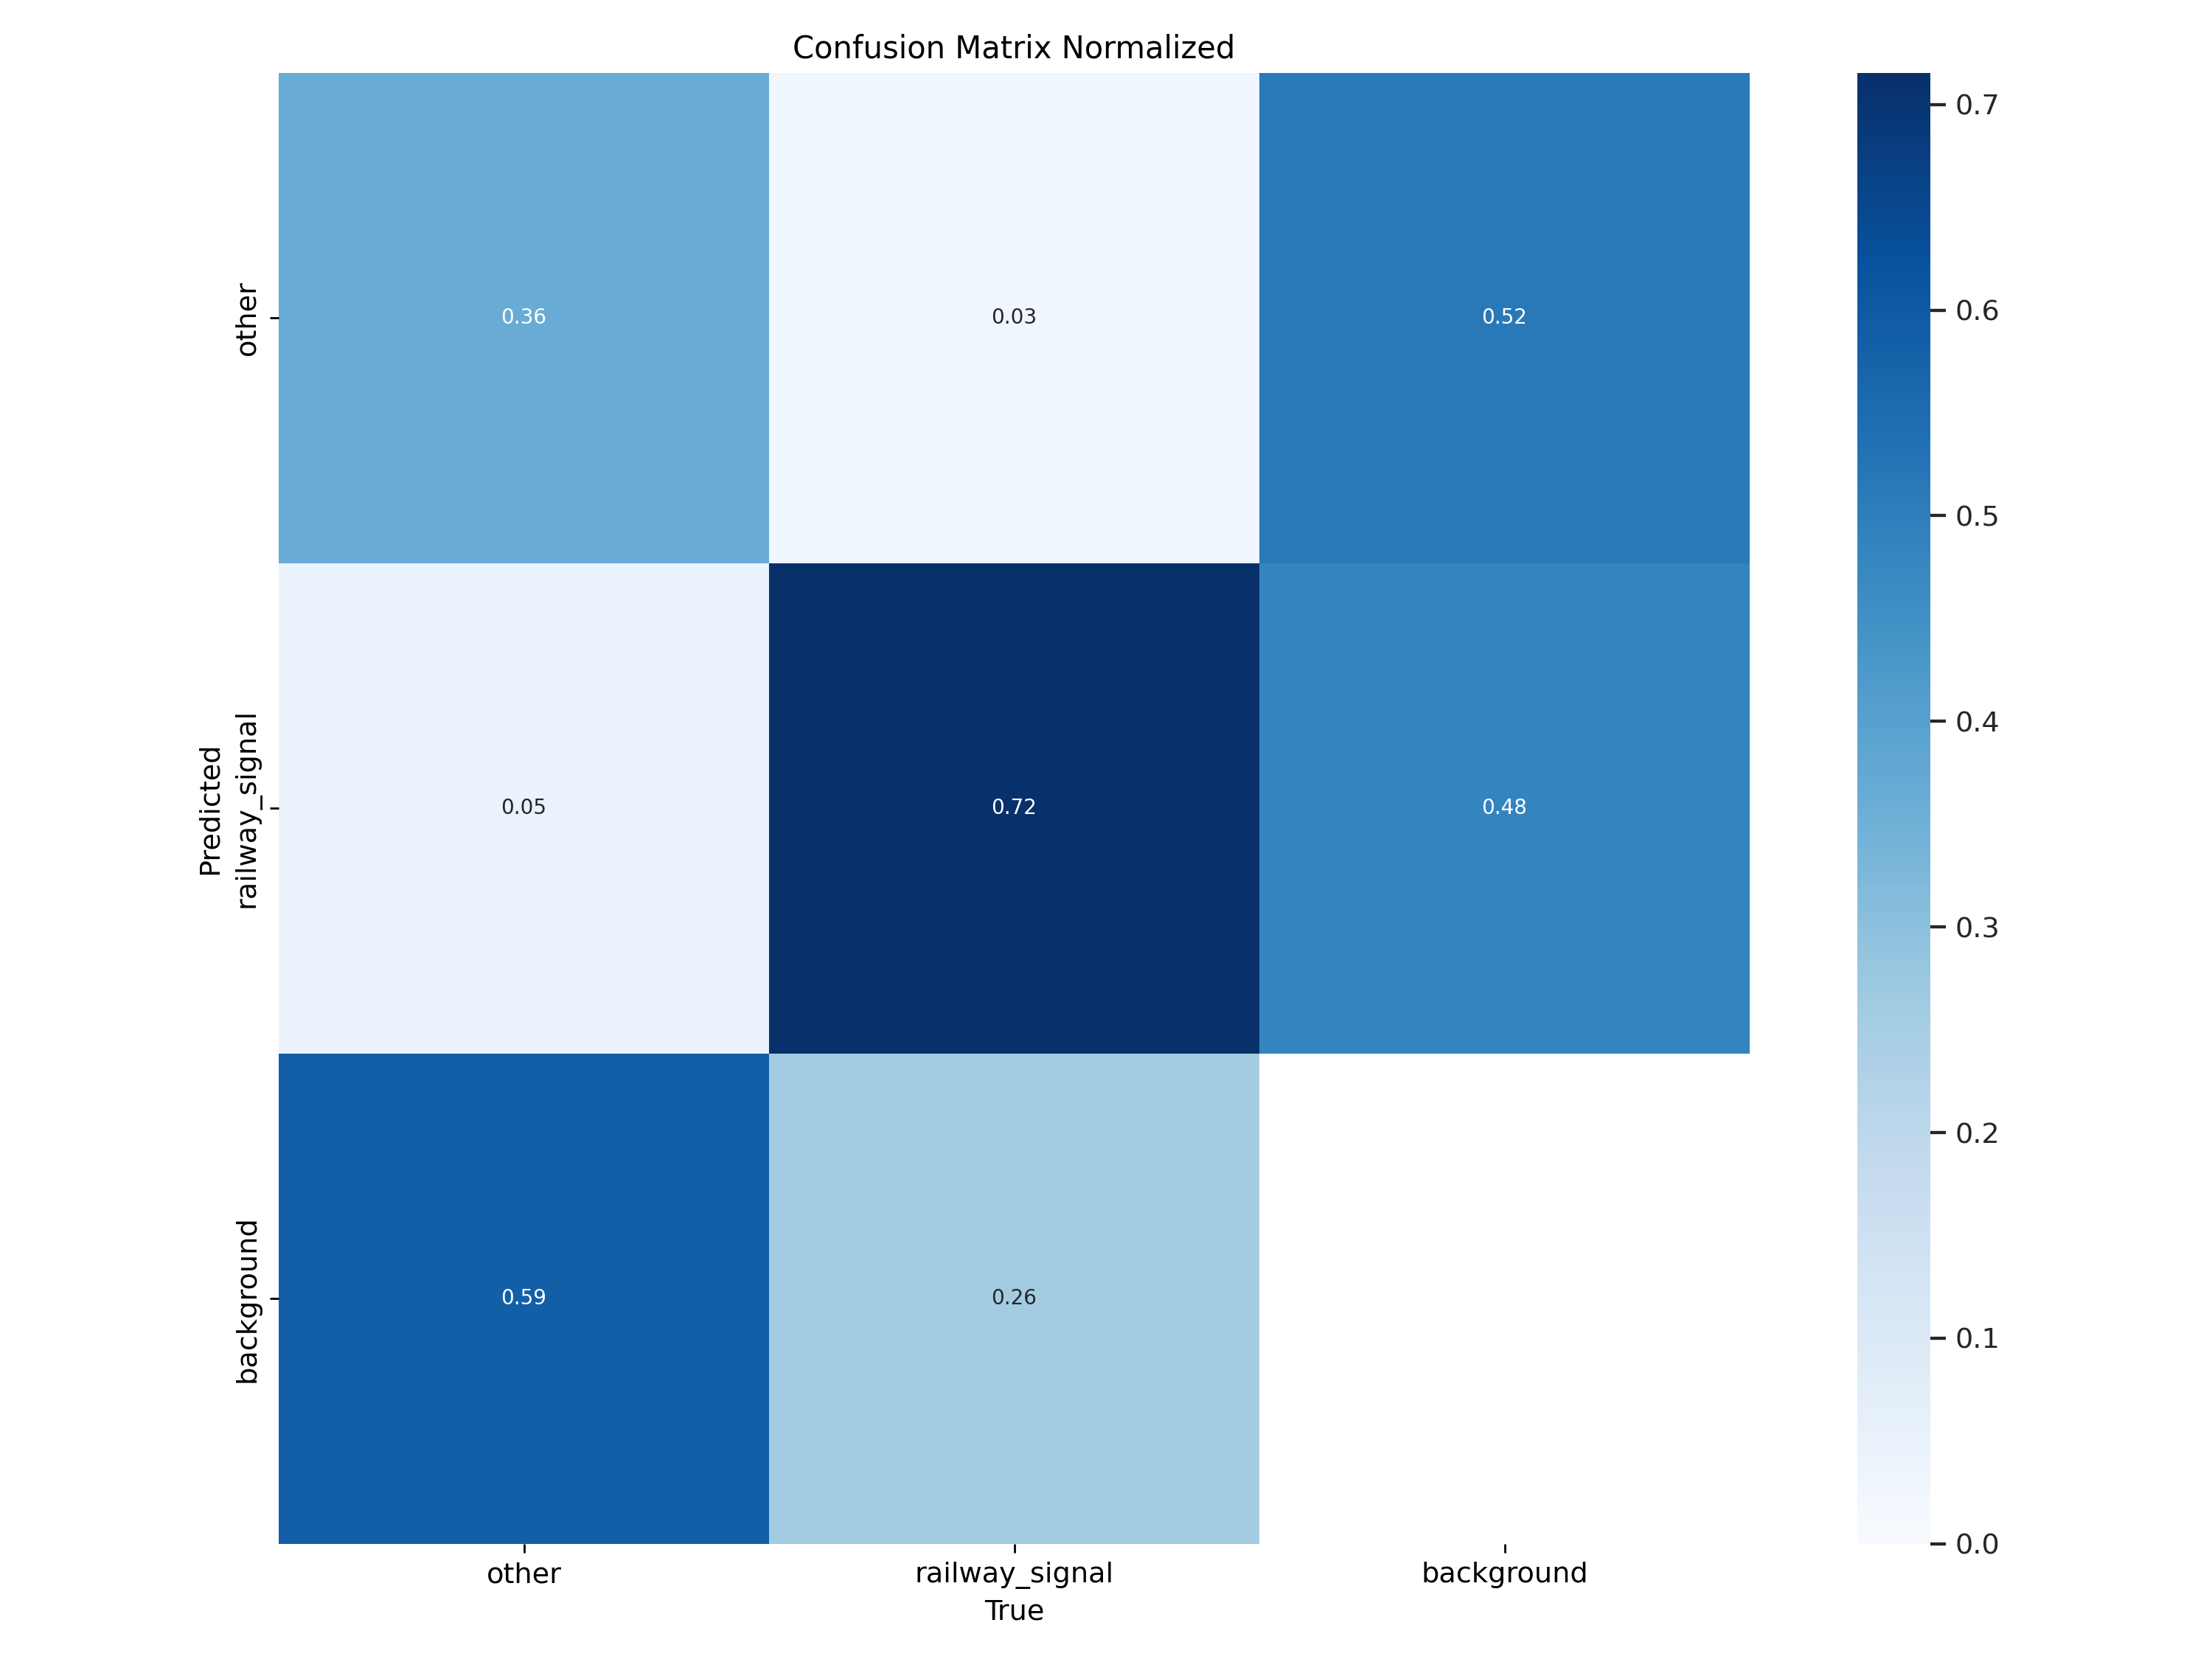 Confusion Matrix Normalized
Predicted
other
0.36
0.03
0.52
railway_signal
0.05
0.72
0.48
background
0.59
0.26
other
railway_signal
background
True
0.7
0.6
0.5
0.4
0.3
0.2
0.1
0.0